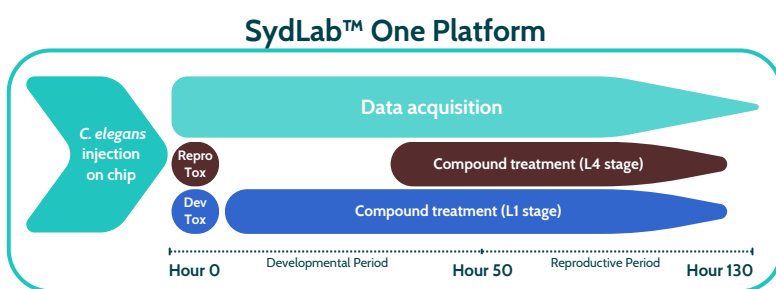 SydLab™ One Platform
C. elegans
injection
on chip
Data acquisition
Repro
Tox
Compound treatment (L4 stage)
Dev
Tox
Compound treatment (L1 stage)
Developmental Period
Reproductive Period
Hour 0
Hour 50
Hour 130